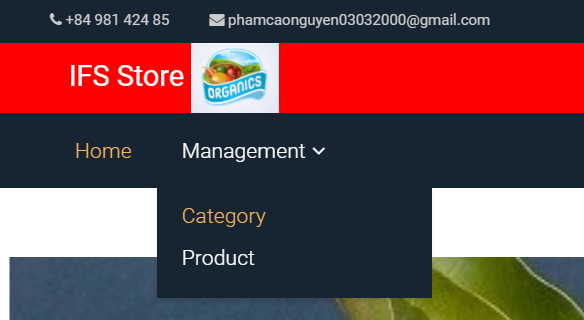 +84 981 424 85 phamcaonguyen03032000@gmail.com
IFS Store ORGANICS
Home Management
Category
Product